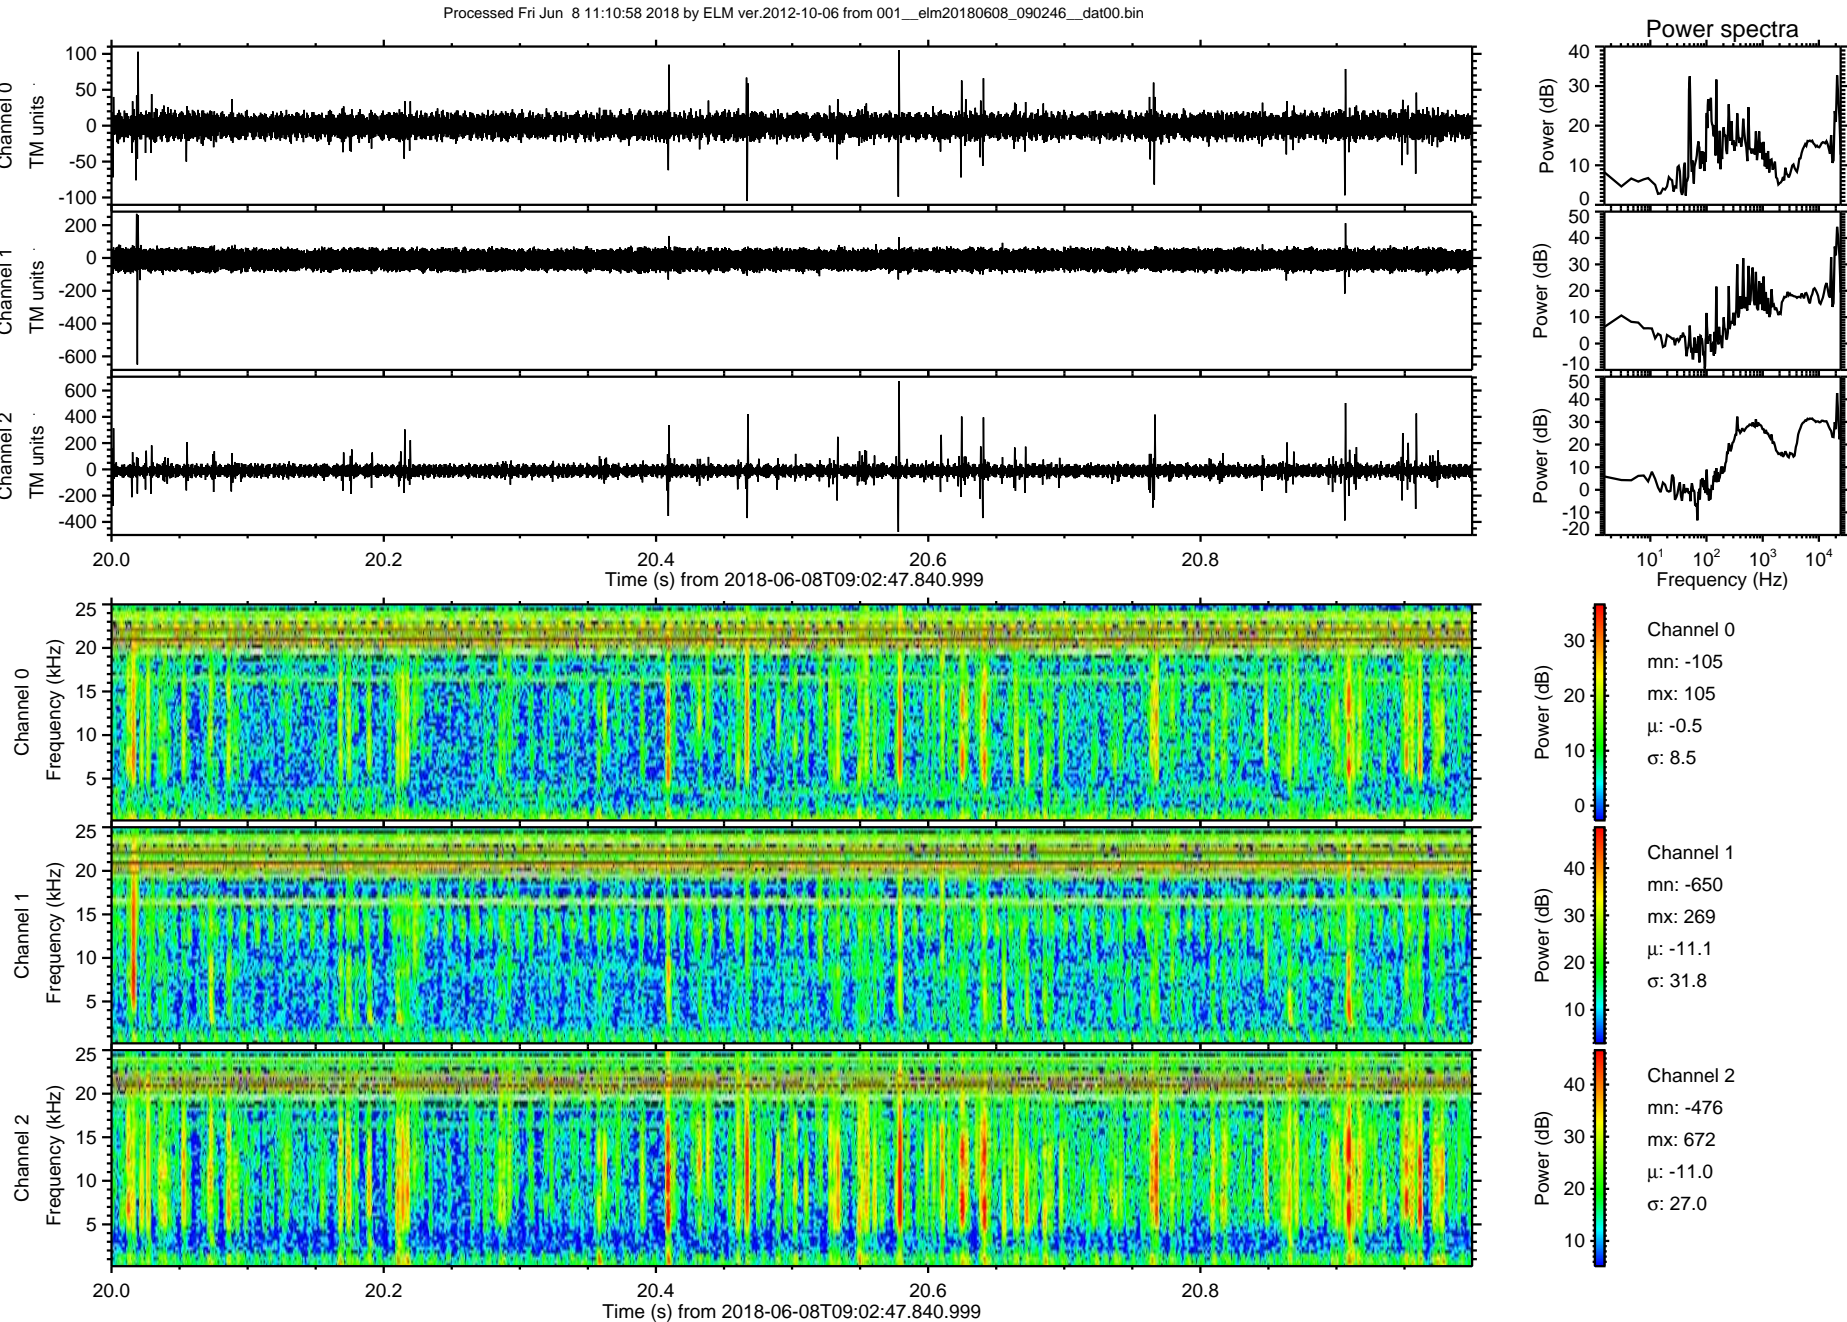 Processed Fri Jun  8 11:10:58 2018 by ELM ver.2012-10-06 from 001__elm20180608_090246__dat00.bin
Power spectra
Channel 0
TM units
100
50
0
-50
-100
Power (dB)
40
30
20
10
0
Channel 1
TM units
200
0
-200
-400
-600
Power (dB)
50
40
30
20
10
0
-10
Channel 2
TM units
600
400
200
0
-200
-400
Power (dB)
50
40
30
20
10
0
-10
-20
20.0 20.2 20.4 20.6 20.8
Time (s) from 2018-06-08T09:02:47.840.999
10¹ 10² 10³ 10⁴
Frequency (Hz)
Channel 0
Frequency (kHz)
25
20
15
10
5
Power (dB)
30
20
10
0
Channel 0
mn: -105
mx: 105
μ: -0.5
σ: 8.5
Channel 1
Frequency (kHz)
25
20
15
10
5
Power (dB)
40
30
20
10
Channel 1
mn: -650
mx: 269
μ: -11.1
σ: 31.8
Channel 2
Frequency (kHz)
25
20
15
10
5
Power (dB)
40
30
20
10
Channel 2
mn: -476
mx: 672
μ: -11.0
σ: 27.0
20.0 20.2 20.4 20.6 20.8
Time (s) from 2018-06-08T09:02:47.840.999